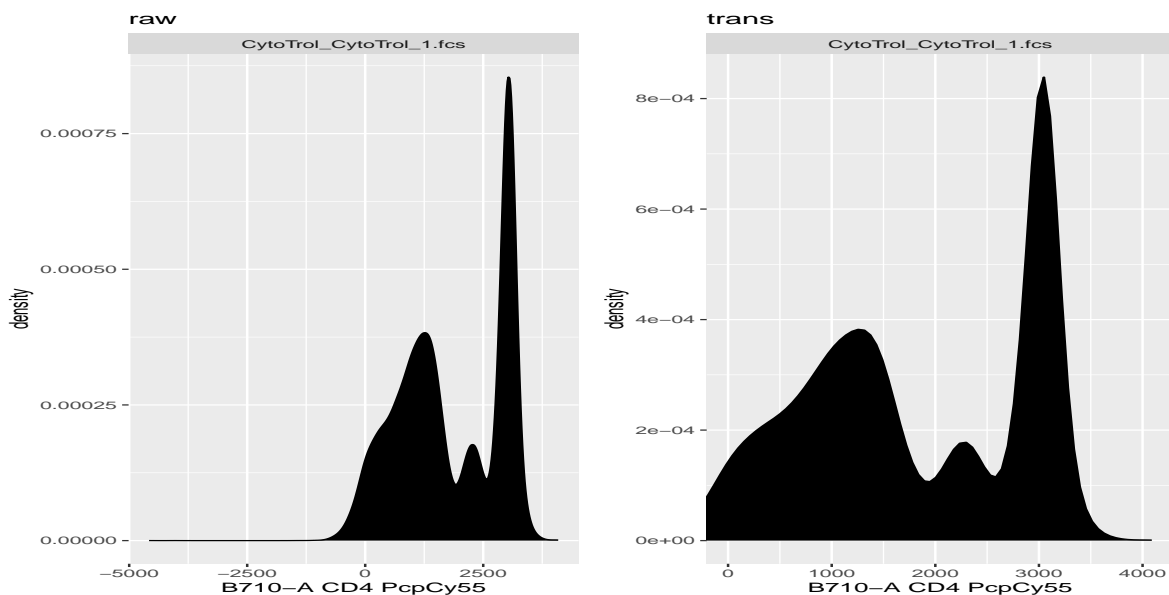 raw
CytoTrol_CytoTrol_1.fcs
0.00075
0.00050
0.00025
0.00000
density
−5000
−2500
0
2500
B710−A CD4 PcpCy55
trans
CytoTrol_CytoTrol_1.fcs
8e−04
6e−04
4e−04
2e−04
0e+00
density
0
1000
2000
3000
4000
B710−A CD4 PcpCy55